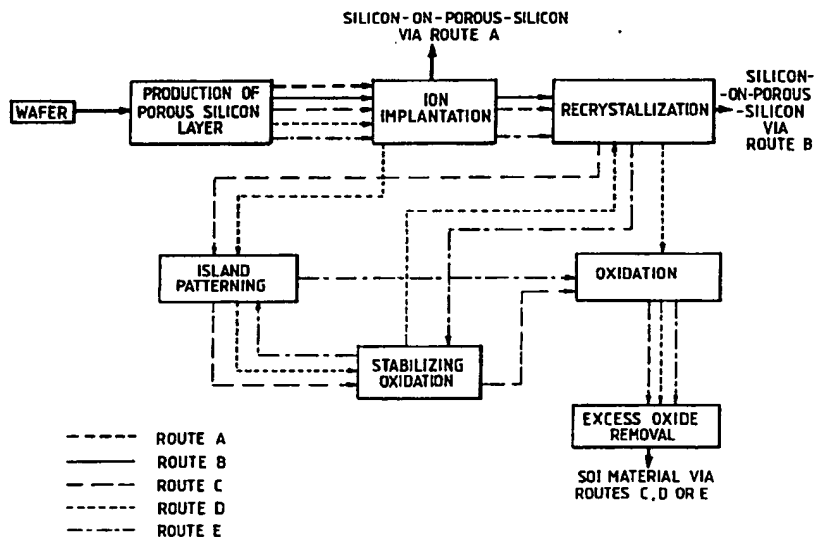 SILICON-ON-POROUS-SILICON
VIA ROUTE A
WAFER
PRODUCTION OF
POROUS SILICON
LAYER
ION
IMPLANTATION
RECRYSTALLIZATION
SILICON-
-ON-POROUS
-SILICON
VIA
ROUTE B
ISLAND
PATTERNING
OXIDATION
STABILIZING
OXIDATION
EXCESS OXIDE
REMOVAL
SOI MATERIAL VIA
ROUTES C, D OR E
ROUTE A
ROUTE B
ROUTE C
ROUTE D
ROUTE E